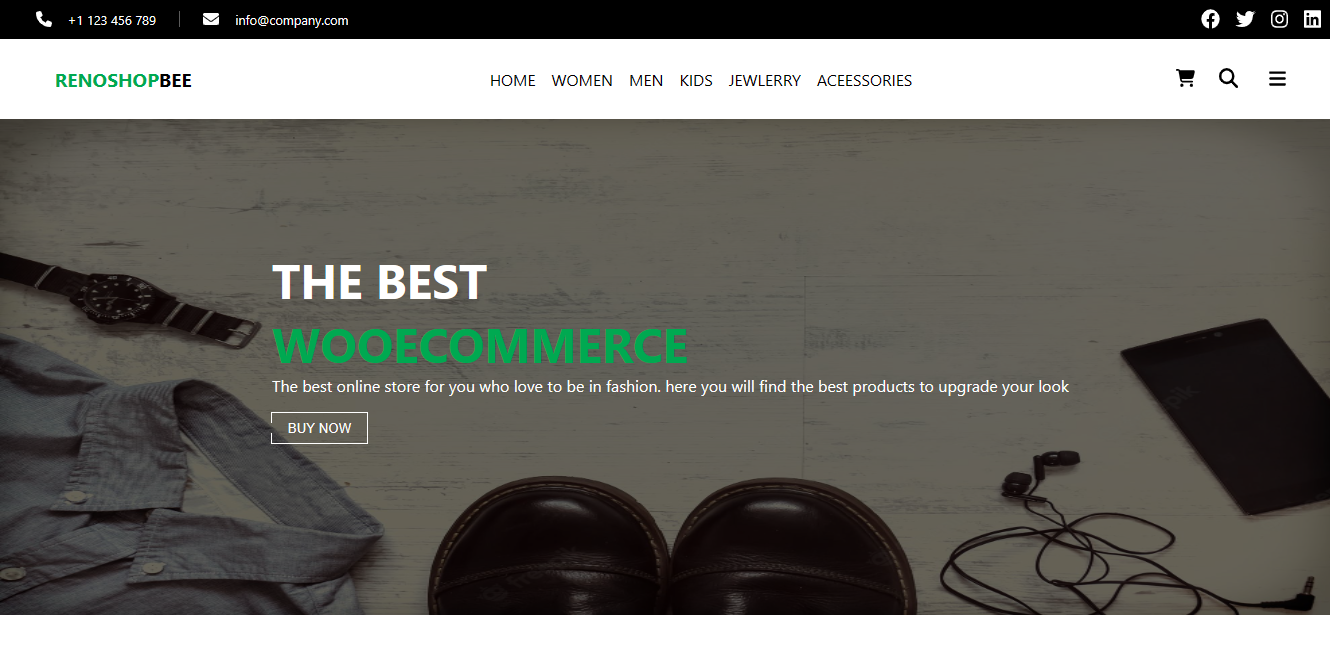 +1 123 456 789 info@company.com
RENOSHOPBEE HOME WOMEN MEN KIDS JEWLERRY ACEESSORIES
THE BEST
WOOECOMMERCE
The best online store for you who love to be in fashion. here you will find the best products to upgrade your look
BUY NOW